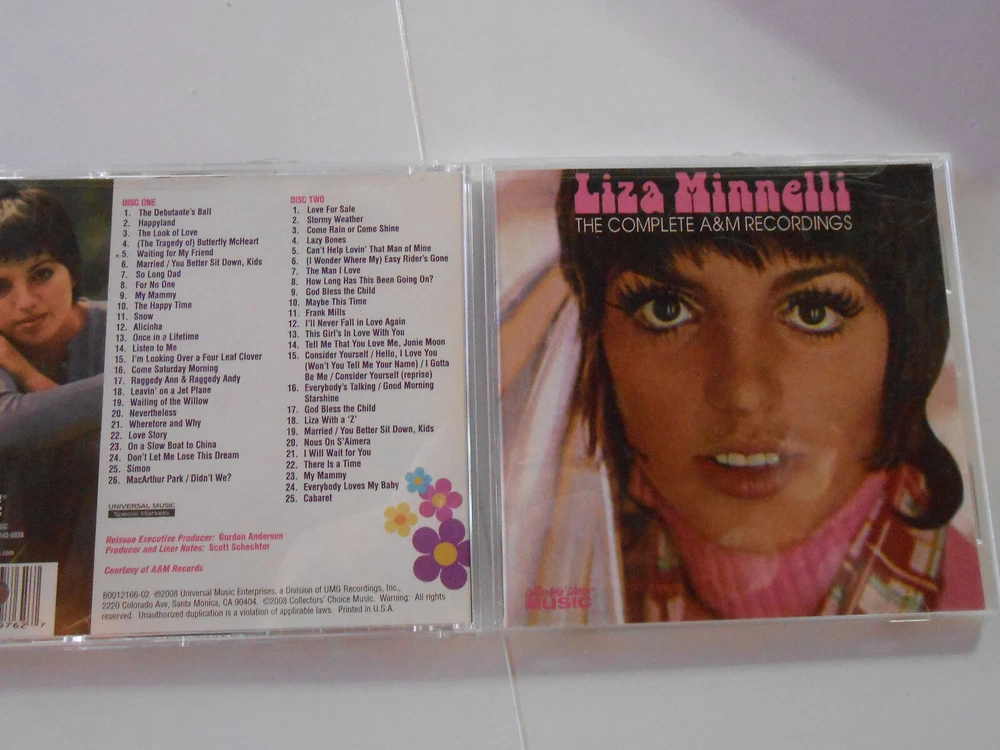 DISC ONE
1. The Debutante's Ball
2. Happyland
3. The Look of Love
4. (The Tragedy of) Butterfly McHeart
5. Waiting for My Friend
6. Married / You Better Sit Down, Kids
7. So Long Dad
8. For No One
9. My Mammy
10. The Happy Time
11. Snow
12. Alicinha
13. Once in a Lifetime
14. Listen to Me
15. I'm Looking Over a Four Leaf Clover
16. Come Saturday Morning
17. Raggedy Ann & Raggedy Andy
18. Leavin' on a Jet Plane
19. Wailing of the Willow
20. Nevertheless
21. Wherefore and Why
22. Love Story
23. On a Slow Boat to China
24. Don't Let Me Lose This Dream
25. Simon
26. MacArthur Park / Didn't We?
DISC TWO
1. Love For Sale
2. Stormy Weather
3. Come Rain or Come Shine
4. Lazy Bones
5. Can't Help Lovin' That Man of Mine
6. (I Wonder Where My) Easy Rider's Gone
7. The Man I Love
8. How Long Has This Been Going On?
9. God Bless the Child
10. Maybe This Time
11. Frank Mills
12. I'll Never Fall in Love Again
13. This Girl's In Love With You
14. Tell Me That You Love Me, Junie Moon
15. Consider Yourself / Hello, I Love You
(Won't You Tell Me Your Name) / I Gotta
Be Me / Consider Yourself (reprise)
16. Everybody's Talking / Good Morning
Starshine
17. God Bless the Child
18. Liza With a 'Z'
19. Married / You Better Sit Down, Kids
20. Nous On S'Aimera
21. I Will Wait for You
22. There Is a Time
23. My Mammy
24. Everybody Loves My Baby
25. Cabaret
UNIVERSAL MUSIC
Special Markets
Reissue Executive Producer: Gordon Anderson
Producer and Liner Notes: Scott Schechter
Courtesy of A&M Records
B0012166-02 ℗2008 Universal Music Enterprises, a Division of UMG Recordings, Inc.,
2220 Colorado Ave, Santa Monica, CA 90404. ©2008 Collectors' Choice Music. Warning: All rights
reserved. Unauthorized duplication is a violation of applicable laws. Printed in U.S.A.
Liza Minnelli
THE COMPLETE A&M RECORDINGS
MUSIC